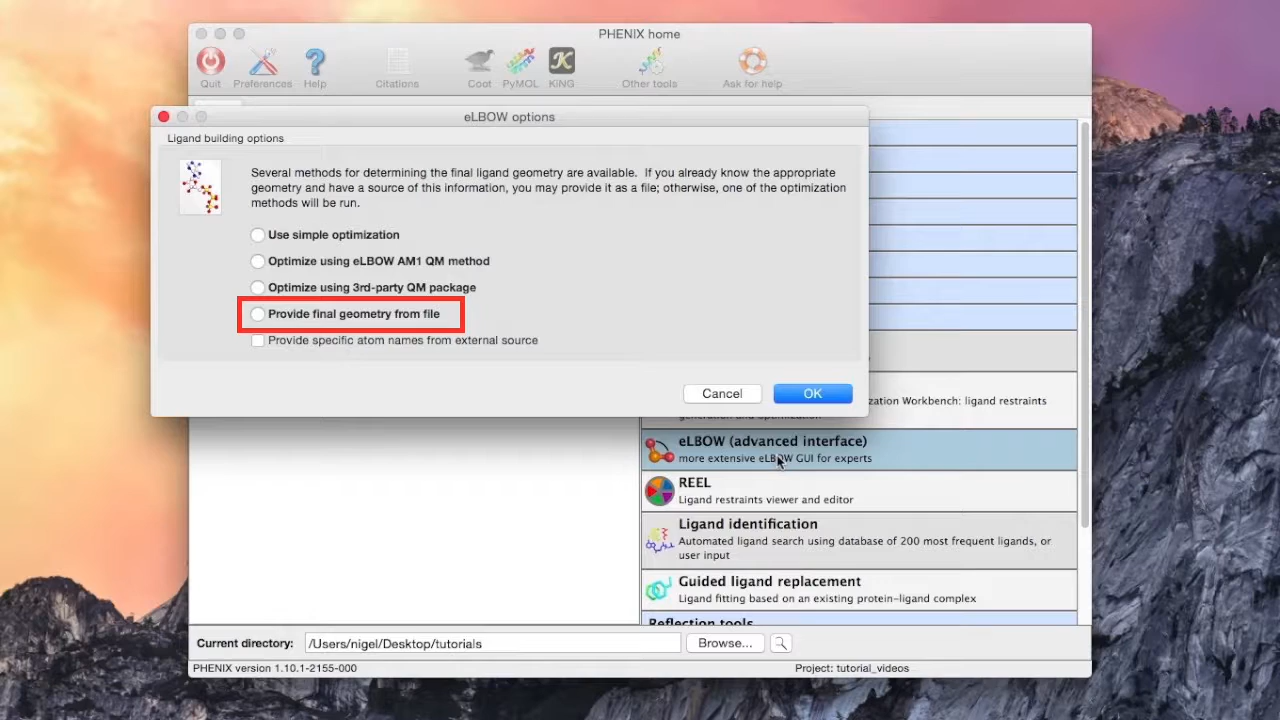 PHENIX home
Quit Preferences Help Citations Coot PyMOL KiNG Other tools Ask for help
eLBOW options
Ligand building options
Several methods for determining the final ligand geometry are available. If you already know the appropriate
geometry and have a source of this information, you may provide it as a file; otherwise, one of the optimization
methods will be run.
Use simple optimization
Optimize using eLBOW AM1 QM method
Optimize using 3rd-party QM package
Provide final geometry from file
Provide specific atom names from external source
Cancel OK
zation Workbench: ligand restraints
generation and optimization
eLBOW (advanced interface)
more extensive eLBOW GUI for experts
REEL
Ligand restraints viewer and editor
Ligand identification
Automated ligand search using database of 200 most frequent ligands, or
user input
Guided ligand replacement
Ligand fitting based on an existing protein-ligand complex
Reflection tools
Current directory: /Users/nigel/Desktop/tutorials Browse...
PHENIX version 1.10.1-2155-000 Project: tutorial_videos